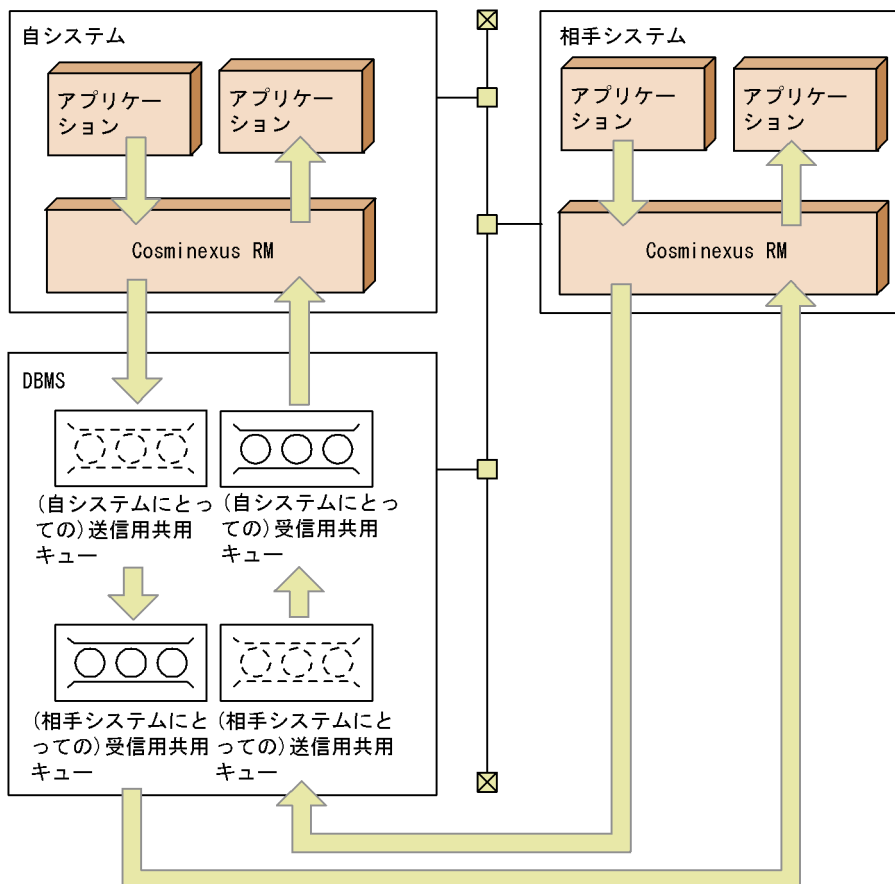 自システム
アプリケー
ション
アプリケー
ション
Cosminexus RM
相手システム
アプリケー
ション
アプリケー
ション
Cosminexus RM
DBMS
(自システムにとっ
ての)送信用共用
キュー
(自システムにとっ
ての)受信用共用
キュー
(相手システムにと
っての)受信用共用
キュー
(相手システムにと
っての)送信用共用
キュー